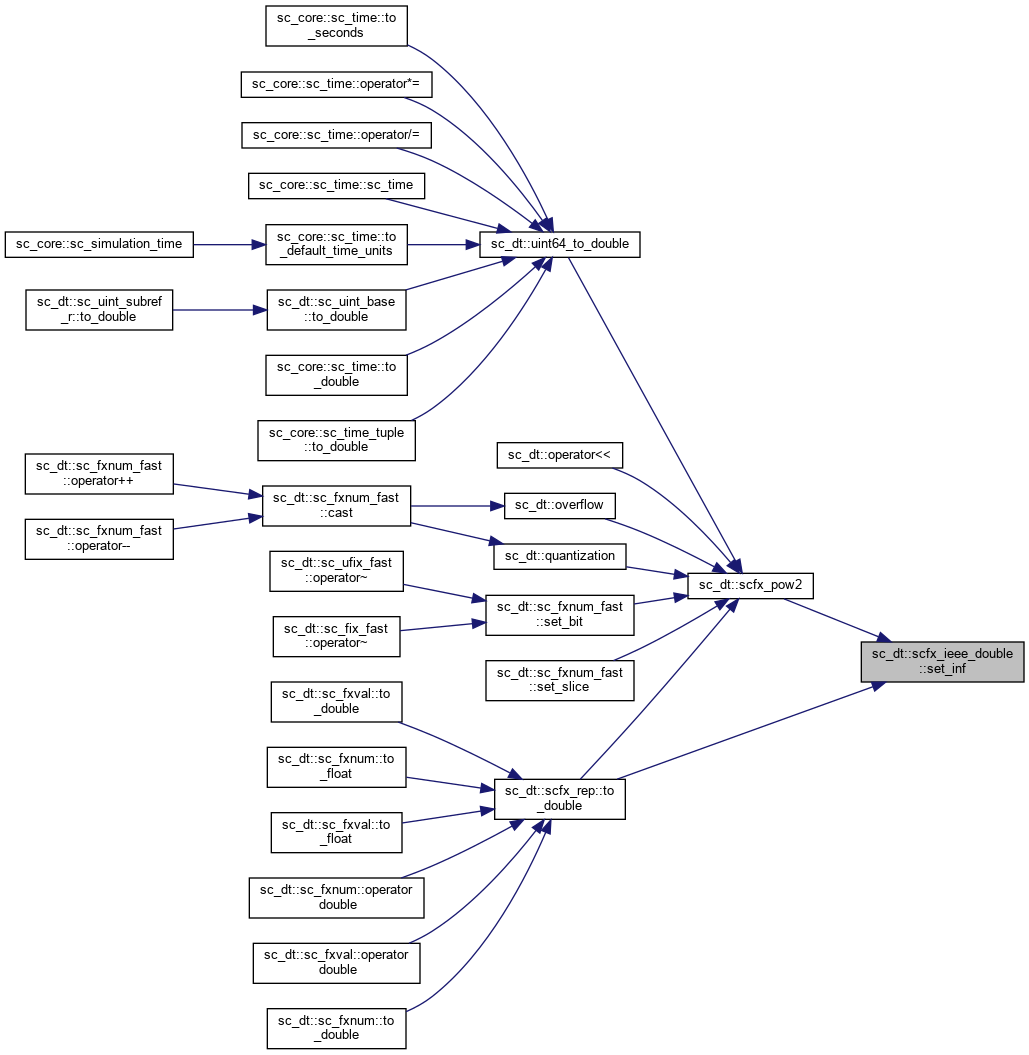 sc_core::sc_time::to
_seconds
sc_core::sc_time::operator*=
sc_core::sc_time::operator/=
sc_core::sc_time::sc_time
sc_core::sc_simulation_time
sc_core::sc_time::to
_default_time_units
sc_dt::uint64_to_double
sc_dt::sc_uint_subref
_r::to_double
sc_dt::sc_uint_base
::to_double
sc_core::sc_time::to
_double
sc_core::sc_time_tuple
::to_double
sc_dt::operator<<
sc_dt::sc_fxnum_fast
::operator++
sc_dt::sc_fxnum_fast
::cast
sc_dt::overflow
sc_dt::sc_fxnum_fast
::operator--
sc_dt::quantization
sc_dt::sc_ufix_fast
::operator~
sc_dt::scfx_pow2
sc_dt::sc_fxnum_fast
::set_bit
sc_dt::sc_fix_fast
::operator~
sc_dt::scfx_ieee_double
::set_inf
sc_dt::sc_fxnum_fast
::set_slice
sc_dt::sc_fxval::to
_double
sc_dt::sc_fxnum::to
_float
sc_dt::scfx_rep::to
_double
sc_dt::sc_fxval::to
_float
sc_dt::sc_fxnum::operator
double
sc_dt::sc_fxval::operator
double
sc_dt::sc_fxnum::to
_double